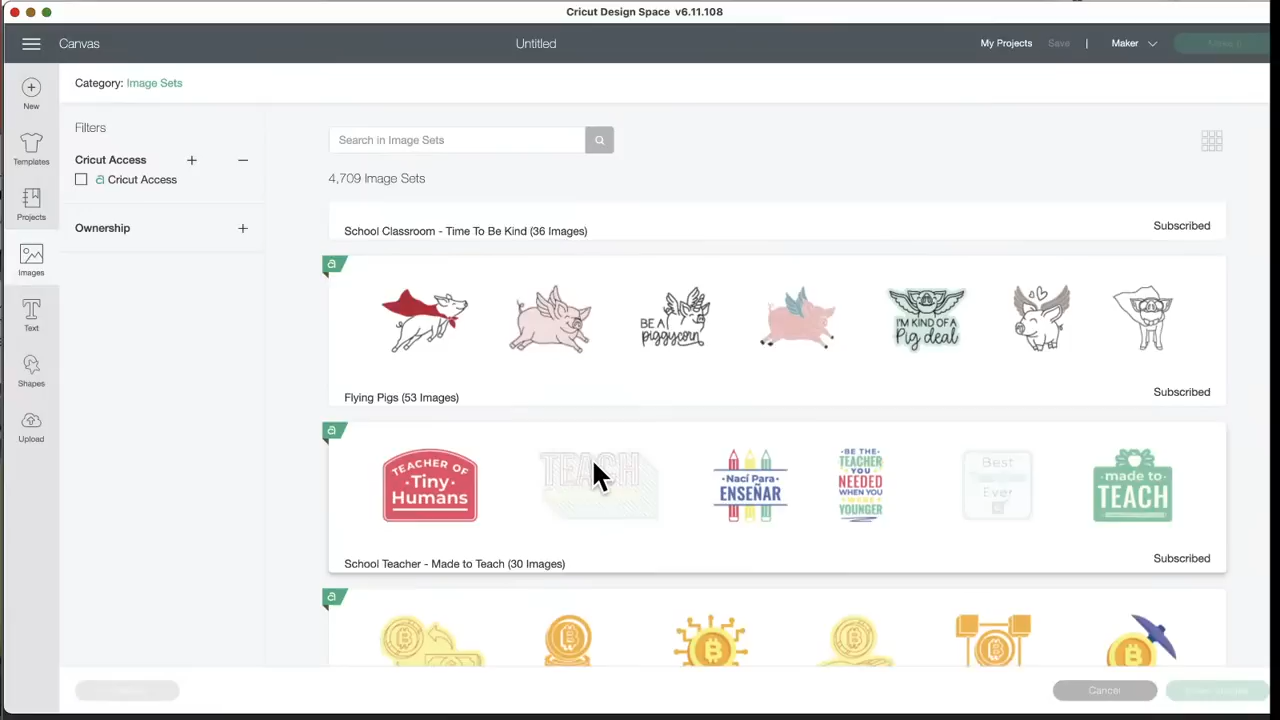 Cricut Design Space v6.11.108
Canvas
Untitled
My Projects Save | Maker
New
Templates
Projects
Images
Text
Shapes
Upload
Category: Image Sets
Filters
Cricut Access + −
a Cricut Access
Ownership +
Search in Image Sets
4,709 Image Sets
School Classroom - Time To Be Kind (36 Images)
Subscribed
a
BE A
piggycorn
I'M KIND OF A
Pig deal
Flying Pigs (53 Images)
Subscribed
a
TEACHER OF
Tiny
Humans
TEACH
Nací Para
ENSEÑAR
BE THE
TEACHER
YOU
NEEDED
WHEN YOU
WERE
YOUNGER
Best
Ever
made to
TEACH
School Teacher - Made to Teach (30 Images)
Subscribed
a
Cancel